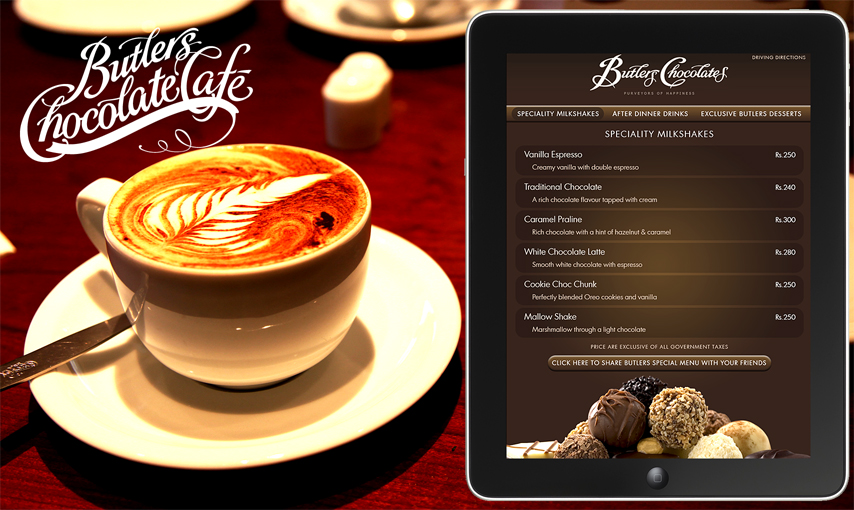 Butlers
Chocolate Café
DRIVING DIRECTIONS
Butlers Chocolates
PURVEYORS OF HAPPINESS
SPECIALITY MILKSHAKES AFTER DINNER DRINKS EXCLUSIVE BUTLERS DESSERTS
SPECIALITY MILKSHAKES
Vanilla Espresso Rs.250
Creamy vanilla with double espresso
Traditional Chocolate Rs.240
A rich chocolate flavour tapped with cream
Caramel Praline Rs.300
Rich chocolate with a hint of hazelnut & caramel
White Chocolate Latte Rs.280
Smooth white chocolate with espresso
Cookie Choc Chunk Rs.250
Perfectly blended Oreo cookies and vanilla
Mallow Shake Rs.250
Marshmallow through a light chocolate
PRICE ARE EXCLUSIVE OF ALL GOVERNMENT TAXES
CLICK HERE TO SHARE BUTLERS SPECIAL MENU WITH YOUR FRIENDS